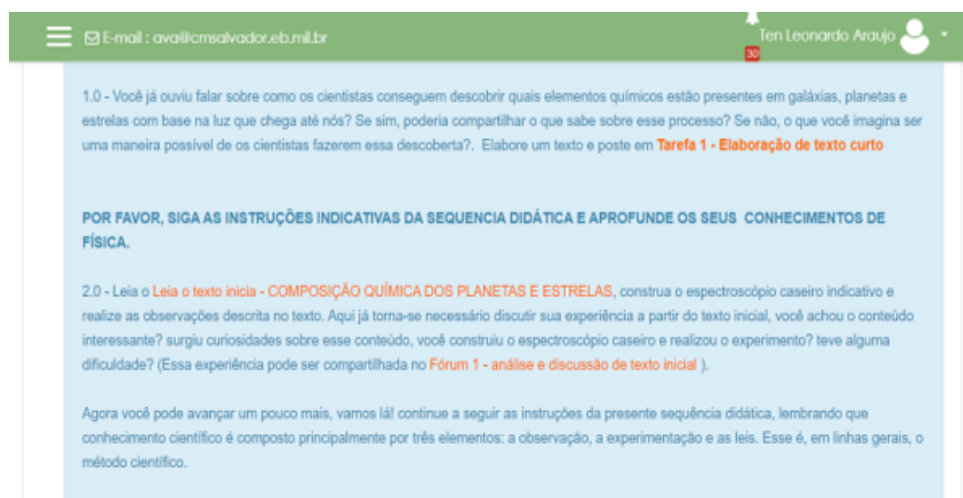 E-mail : ava@cmsalvador.eb.mil.br
Ten Leonardo Araujo
30
1.0 - Você já ouviu falar sobre como os cientistas conseguem descobrir quais elementos químicos estão presentes em galáxias, planetas e
estrelas com base na luz que chega até nós? Se sim, poderia compartilhar o que sabe sobre esse processo? Se não, o que você imagina ser
uma maneira possível de os cientistas fazerem essa descoberta?. Elabore um texto e poste em Tarefa 1 - Elaboração de texto curto
POR FAVOR, SIGA AS INSTRUÇÕES INDICATIVAS DA SEQUENCIA DIDÁTICA E APROFUNDE OS SEUS CONHECIMENTOS DE
FÍSICA.
2.0 - Leia o Leia o texto inicia - COMPOSIÇÃO QUÍMICA DOS PLANETAS E ESTRELAS, construa o espectroscópio caseiro indicativo e
realize as observações descrita no texto. Aqui já torna-se necessário discutir sua experiência a partir do texto inicial, você achou o conteúdo
interessante? surgiu curiosidades sobre esse conteúdo, você construiu o espectroscópio caseiro e realizou o experimento? teve alguma
dificuldade? (Essa experiência pode ser compartilhada no Fórum 1 - análise e discussão de texto inicial ).
Agora você pode avançar um pouco mais, vamos lá! continue a seguir as instruções da presente sequência didática, lembrando que
conhecimento científico é composto principalmente por três elementos: a observação, a experimentação e as leis. Esse é, em linhas gerais, o
método científico.